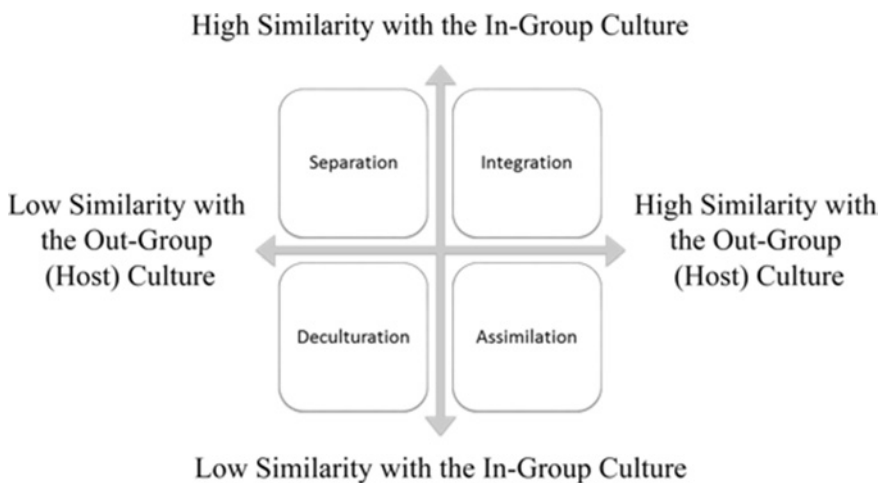 High Similarity with the In-Group Culture
Separation
Integration
Low Similarity with
the Out-Group
(Host) Culture
High Similarity with
the Out-Group
(Host) Culture
Deculturation
Assimilation
Low Similarity with the In-Group Culture